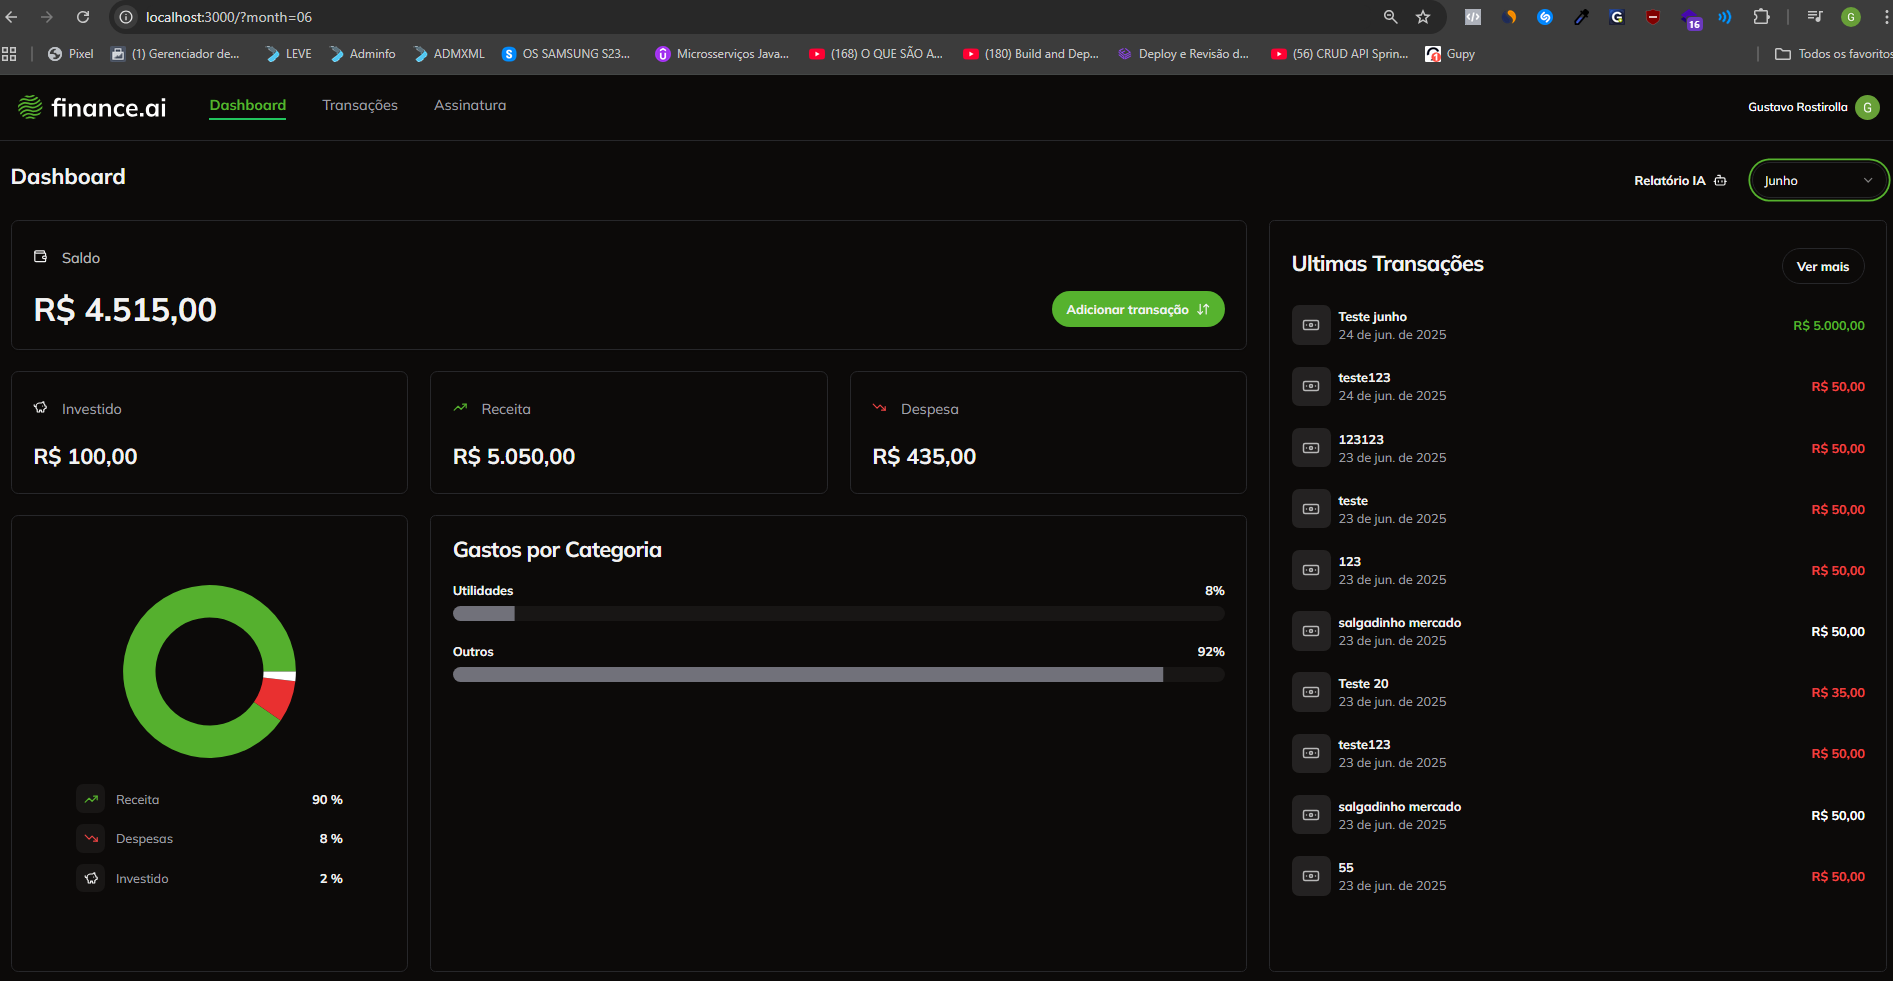 localhost:3000/?month=06
16
G
Pixel
(1) Gerenciador de...
LEVE
Adminfo
ADMXML
OS SAMSUNG S23...
Microsserviços Java...
(168) O QUE SÃO A...
(180) Build and Dep...
Deploy e Revisão d...
(56) CRUD API Sprin...
Gupy
Todos os favoritos
finance.ai
Dashboard
Transações
Assinatura
Gustavo Rostirolla
G
Dashboard
Relatório IA
Junho
Saldo
R$ 4.515,00
Adicionar transação
Investido
R$ 100,00
Receita
R$ 5.050,00
Despesa
R$ 435,00
Receita
90 %
Despesas
8 %
Investido
2 %
Gastos por Categoria
Utilidades
8%
Outros
92%
Ultimas Transações
Ver mais
Teste junho
24 de jun. de 2025
R$ 5.000,00
teste123
24 de jun. de 2025
R$ 50,00
123123
23 de jun. de 2025
R$ 50,00
teste
23 de jun. de 2025
R$ 50,00
123
23 de jun. de 2025
R$ 50,00
salgadinho mercado
23 de jun. de 2025
R$ 50,00
Teste 20
23 de jun. de 2025
R$ 35,00
teste123
23 de jun. de 2025
R$ 50,00
salgadinho mercado
23 de jun. de 2025
R$ 50,00
55
23 de jun. de 2025
R$ 50,00